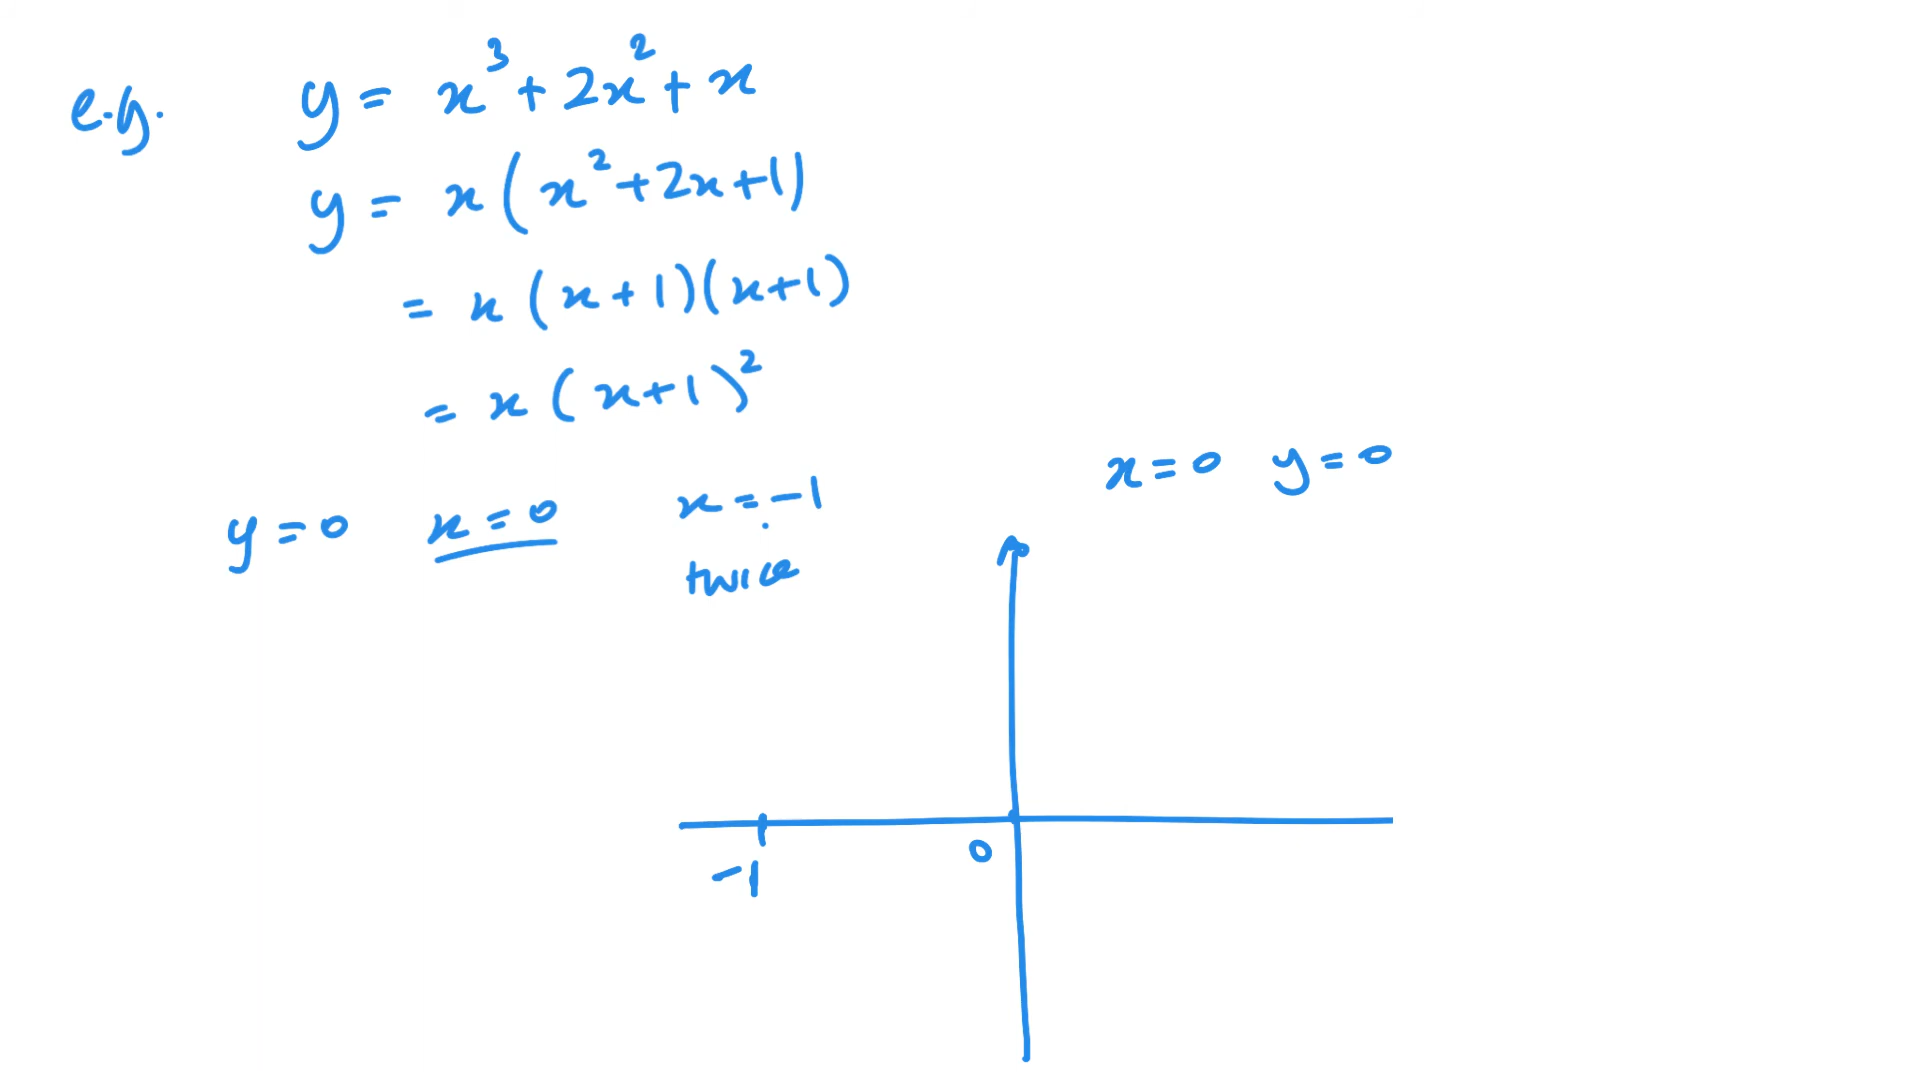 e.g. y = x³ + 2x² + x
y = x(x² + 2x + 1)
= x(x + 1)(x + 1)
= x(x + 1)²
x = 0 y = 0
y = 0 x = 0 x = -1
twice
-1 0